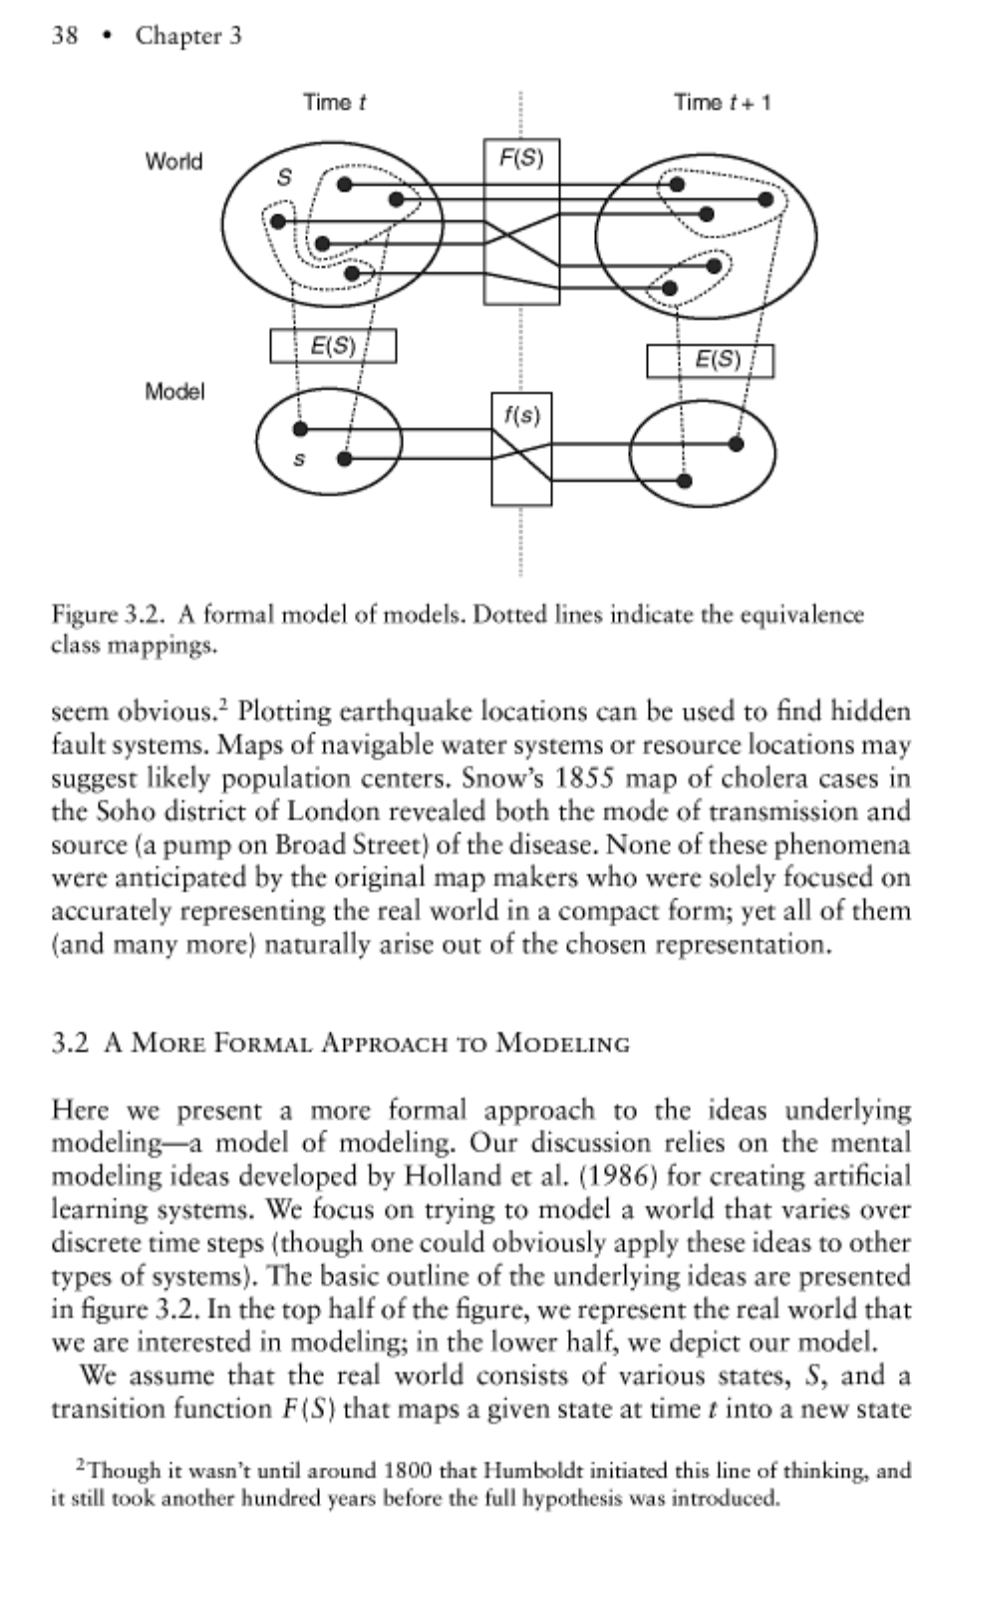 38 • Chapter 3
Time t
Time t + 1
World
S
F(S)
E(S)
E(S)
Model
f(s)
s
Figure 3.2. A formal model of models. Dotted lines indicate the equivalence
class mappings.
seem obvious.² Plotting earthquake locations can be used to find hidden
fault systems. Maps of navigable water systems or resource locations may
suggest likely population centers. Snow's 1855 map of cholera cases in
the Soho district of London revealed both the mode of transmission and
source (a pump on Broad Street) of the disease. None of these phenomena
were anticipated by the original map makers who were solely focused on
accurately representing the real world in a compact form; yet all of them
(and many more) naturally arise out of the chosen representation.
3.2 A More Formal Approach to Modeling
Here we present a more formal approach to the ideas underlying
modeling—a model of modeling. Our discussion relies on the mental
modeling ideas developed by Holland et al. (1986) for creating artificial
learning systems. We focus on trying to model a world that varies over
discrete time steps (though one could obviously apply these ideas to other
types of systems). The basic outline of the underlying ideas are presented
in figure 3.2. In the top half of the figure, we represent the real world that
we are interested in modeling; in the lower half, we depict our model.
We assume that the real world consists of various states, S, and a
transition function F(S) that maps a given state at time t into a new state
²Though it wasn't until around 1800 that Humboldt initiated this line of thinking, and
it still took another hundred years before the full hypothesis was introduced.